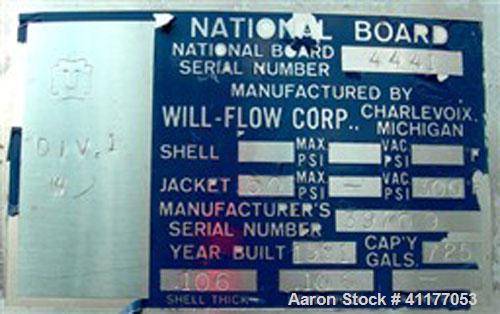 NATIONAL BOARD
NATIONAL BOARD 4441
SERIAL NUMBER
MANUFACTURED BY
WILL-FLOW CORP., CHARLEVOIX, MICHIGAN
U
DIV. 1
SHELL MAX. PSI VAC. PSI F
JACKET MAX. PSI - VAC. PSI 300 F
MANUFACTURER'S
SERIAL NUMBER
YEAR BUILT CAP'Y GALS. 725
.106 —
SHELL THICK
Aaron Stock # 41177053